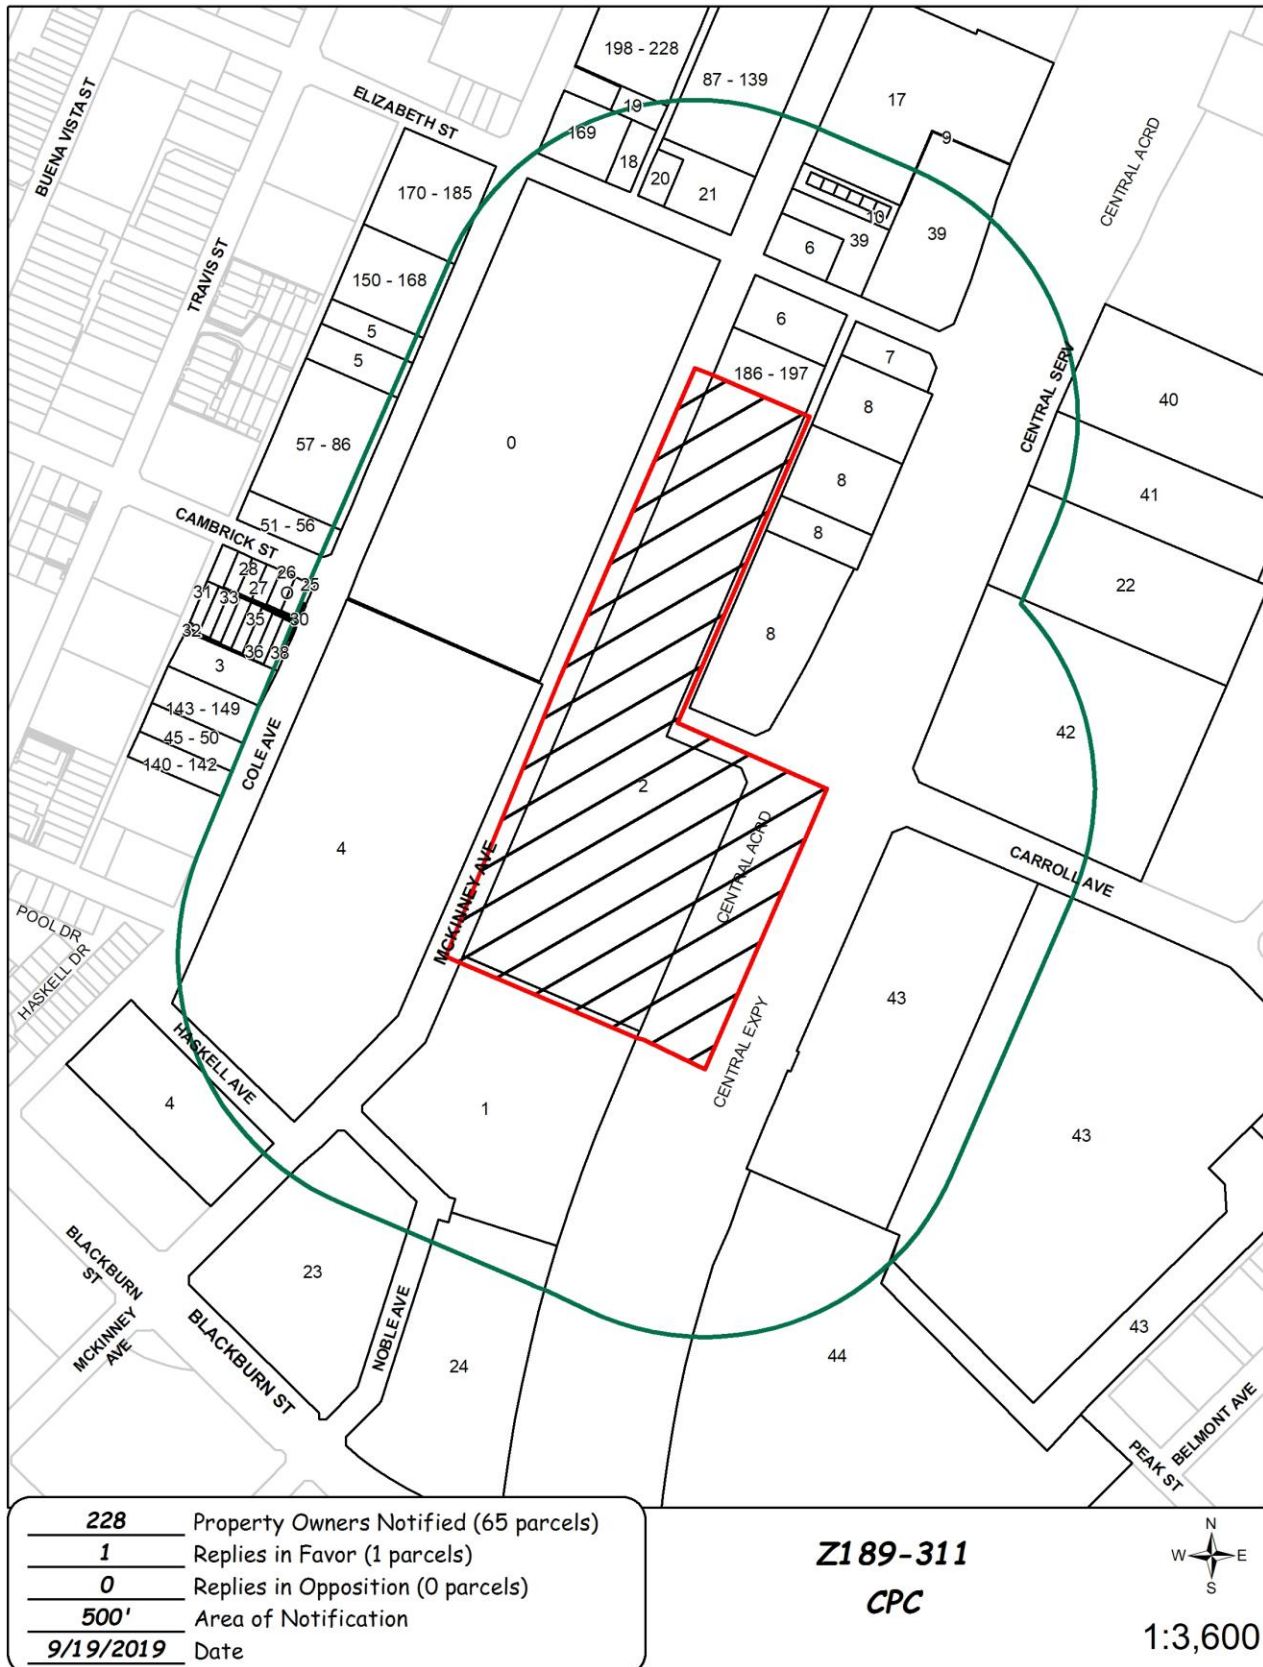 198 - 228
87 - 139
17
ELIZABETH ST
19
9
169
18
20
21
BUENA VISTA ST
170 - 185
10
39
39
6
CENTRAL ACRD
TRAVIS ST
150 - 168
5
5
6
186 - 197
7
8
CENTRAL SERV
40
57 - 86
0
8
41
51 - 56
8
CAMBRICK ST
28
26
25
27
31
33
35
30
32
36
38
3
22
8
143 - 149
45 - 50
140 - 142
COLE AVE
42
2
4
MCKINNEY AVE
CENTRAL ACRD
CARROLL AVE
POOL DR
HASKELL DR
HASKELL AVE
43
CENTRAL EXPY
4
1
43
BLACKBURN
ST
23
MCKINNEY
AVE
BLACKBURN ST
NOBLE AVE
24
44
43
BELMONT AVE
PEAK ST
228 Property Owners Notified (65 parcels)
1 Replies in Favor (1 parcels)
0 Replies in Opposition (0 parcels)
500' Area of Notification
9/19/2019 Date
Z189-311
CPC
N
W E
S
1:3,600